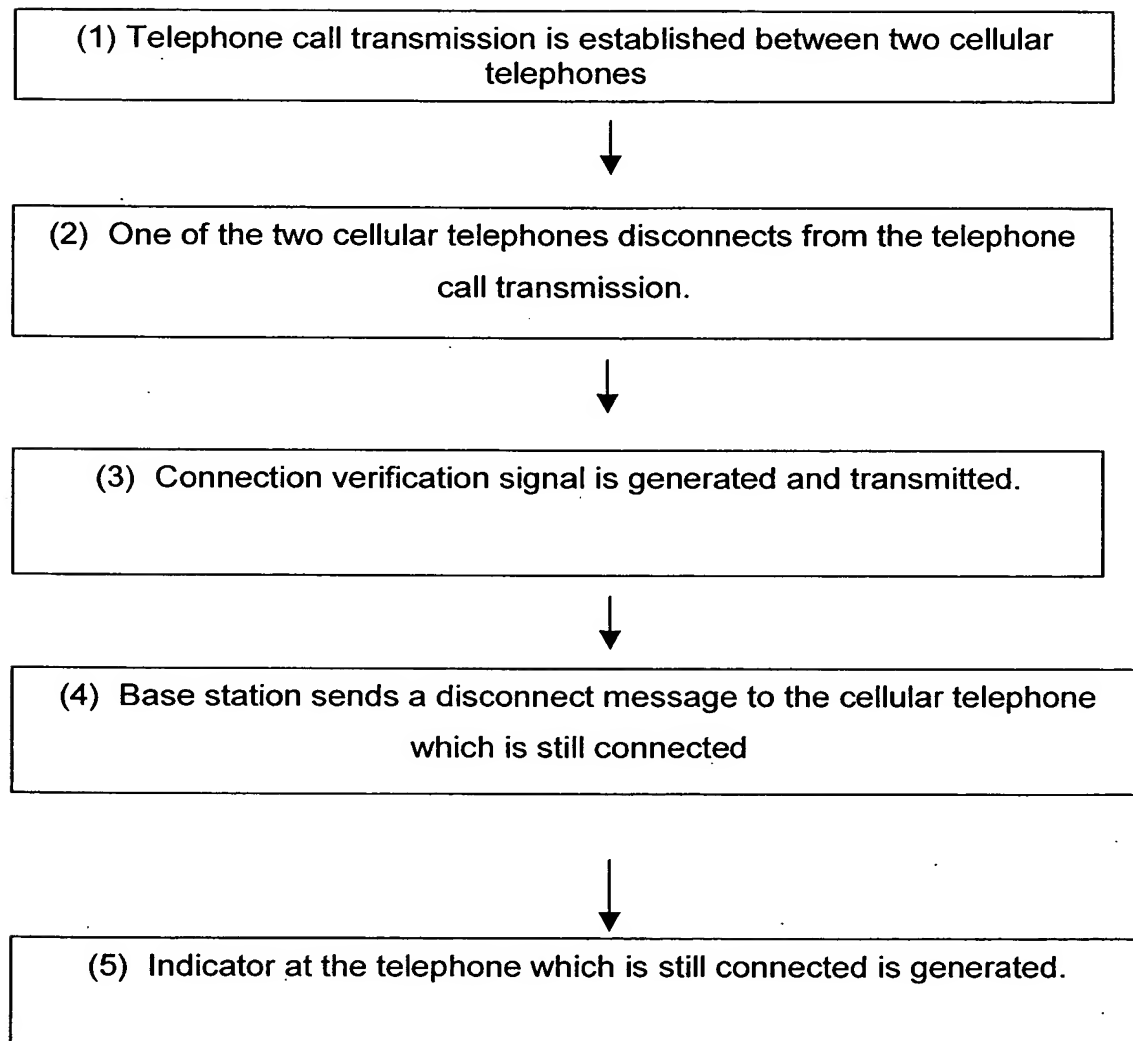 (1) Telephone call transmission is established between two cellular
telephones
(2) One of the two cellular telephones disconnects from the telephone
call transmission.
(3) Connection verification signal is generated and transmitted.
(4) Base station sends a disconnect message to the cellular telephone
which is still connected
(5) Indicator at the telephone which is still connected is generated.